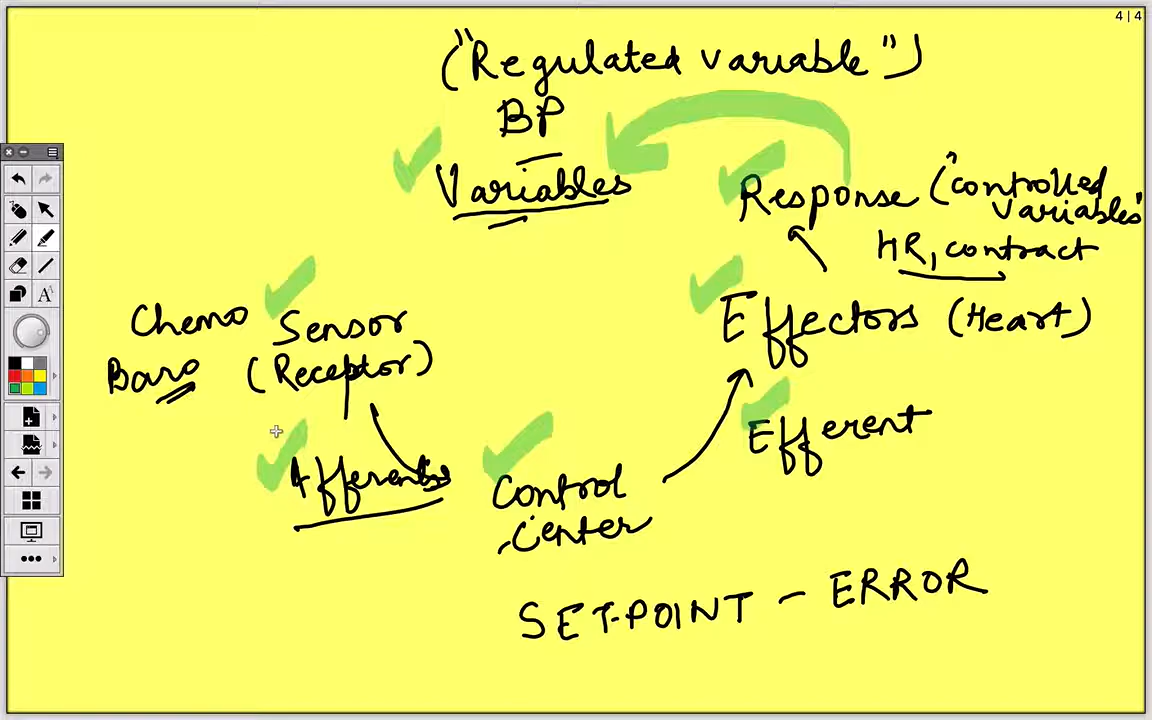 4|4
("Regulated variable")
BP
Variables
Response ("controlled
variables"
HR, contract
Chemo
Baro
Sensor
(Receptor)
Effectors (Heart)
Efferent
Afferents
Control
center
SET-POINT - ERROR
A